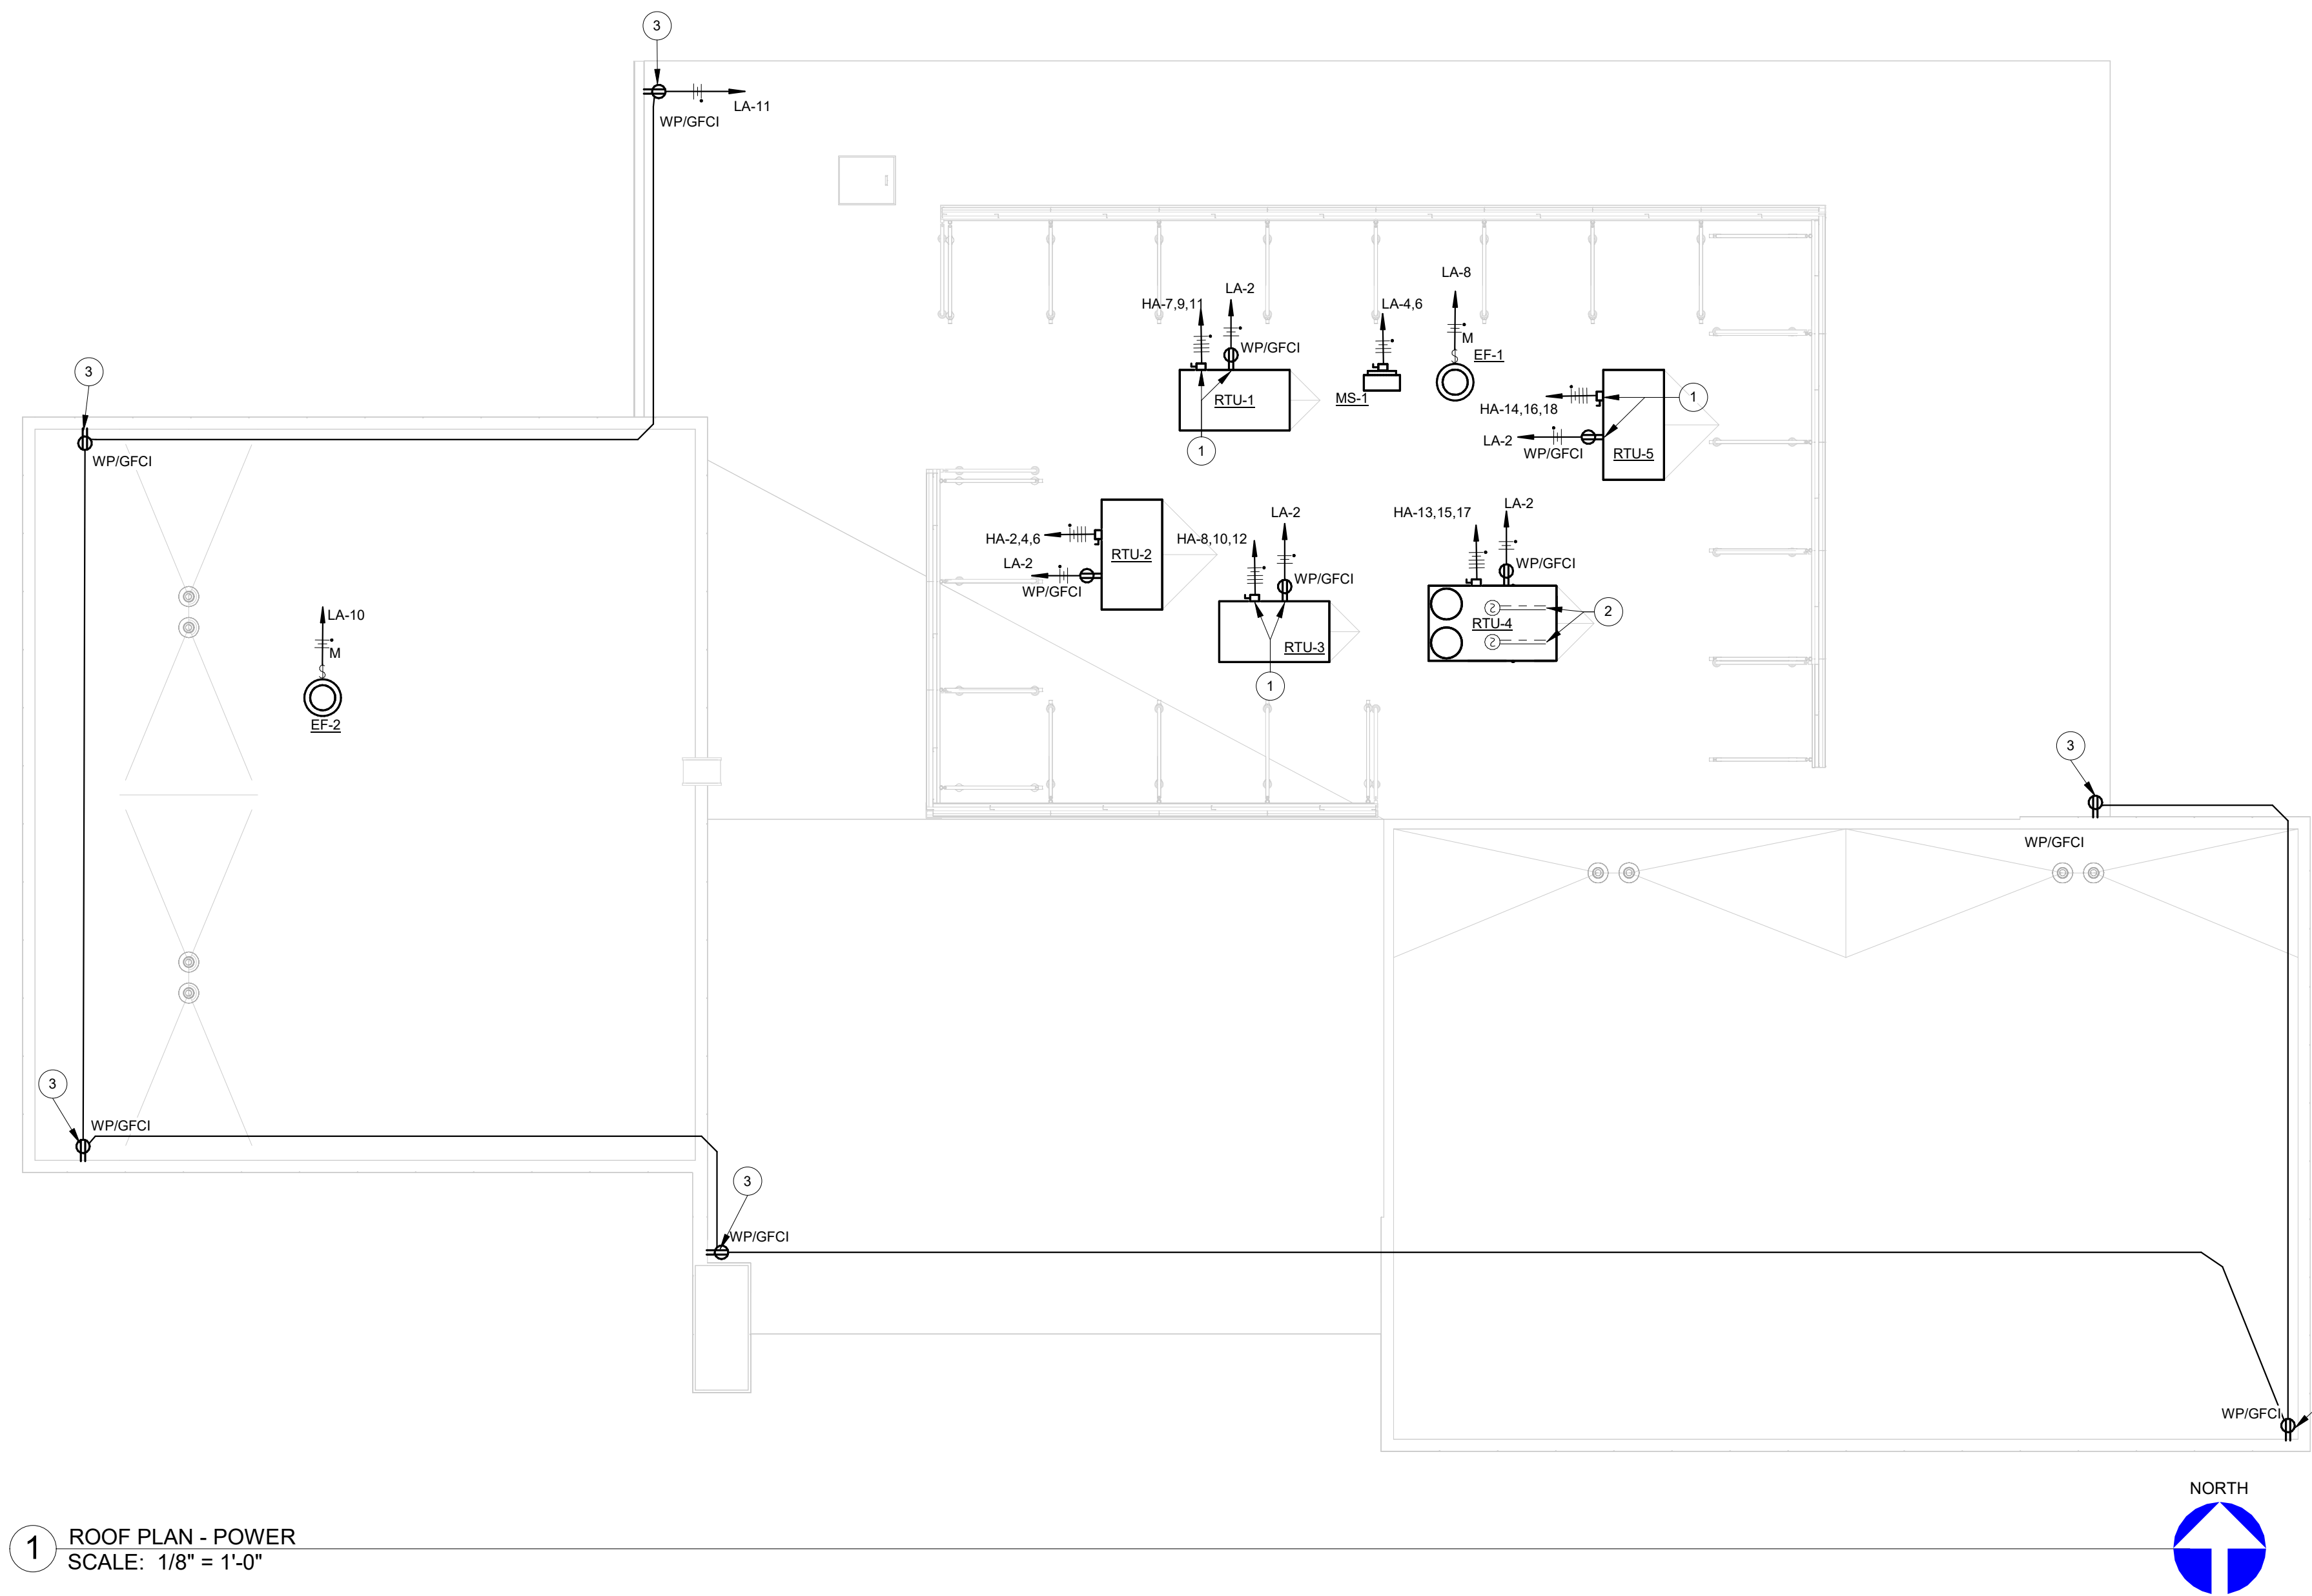 3
LA-11
WP/GFCI
LA-8
LA-2
HA-7,9,11
LA-4,6
M
WP/GFCI
EF-1
3
RTU-1
MS-1
1
HA-14,16,18
LA-2
WP/GFCI
RTU-5
1
WP/GFCI
LA-2
LA-2
HA-13,15,17
HA-2,4,6
HA-8,10,12
RTU-2
LA-2
WP/GFCI
WP/GFCI
WP/GFCI
2
2
RTU-4
2
RTU-3
1
LA-10
M
EF-2
3
WP/GFCI
3
WP/GFCI
3
WP/GFCI
WP/GFCI
NORTH
1
ROOF PLAN - POWER
SCALE: 1/8" = 1'-0"